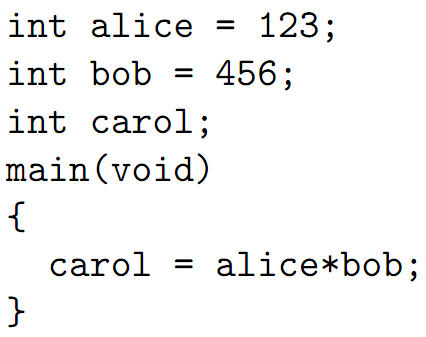 int alice = 123;
int bob = 456;
int carol;
main(void)
{
  carol = alice*bob;
}